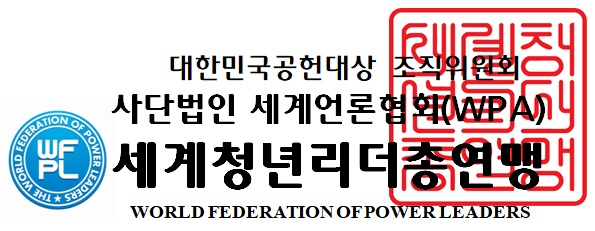 대한민국공헌대상 조직위원회
사단법인 세계언론협회(WPA)
THE WORLD FEDERATION OF POWER LEADERS
WF
PL
세계청년리더총연맹
WORLD FEDERATION OF POWER LEADERS